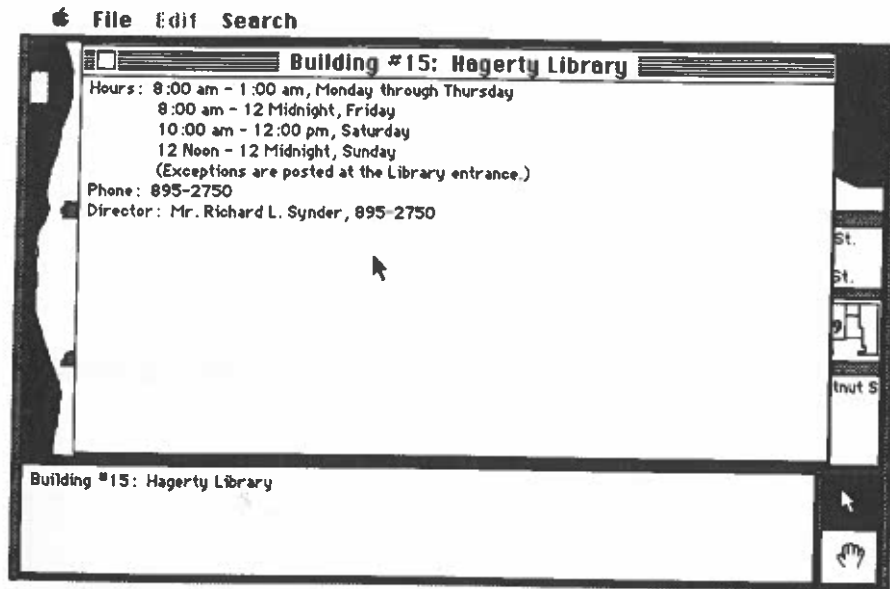 File Edit Search
Building #15: Hagerty Library
Hours: 8:00 am - 1:00 am, Monday through Thursday
8:00 am - 12 Midnight, Friday
10:00 am - 12:00 pm, Saturday
12 Noon - 12 Midnight, Sunday
(Exceptions are posted at the Library entrance.)
Phone: 895-2750
Director: Mr. Richard L. Synder, 895-2750
St.
St.
9
tnut S
Building #15: Hagerty Library